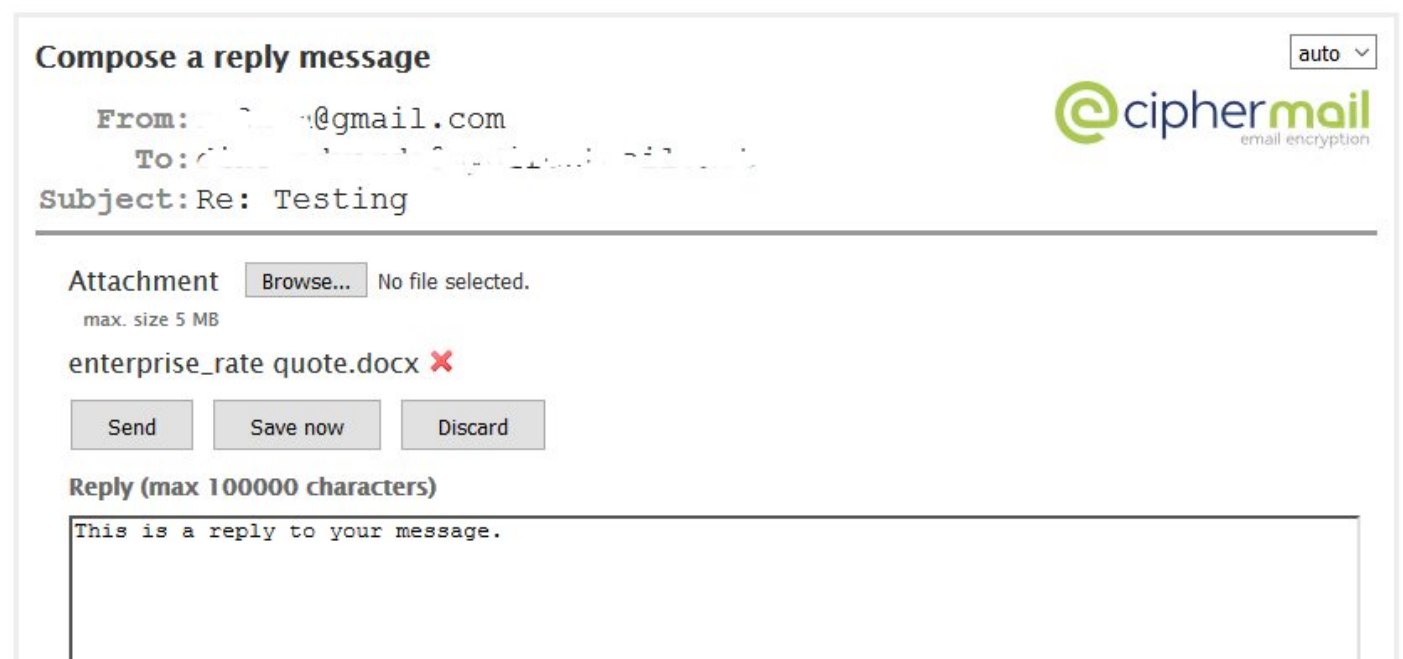 Compose a reply message
auto
ciphermail
email encryption
From: @gmail.com
To:
Subject: Re: Testing
Attachment Browse... No file selected.
max. size 5 MB
enterprise_rate quote.docx
Send Save now Discard
Reply (max 100000 characters)
This is a reply to your message.